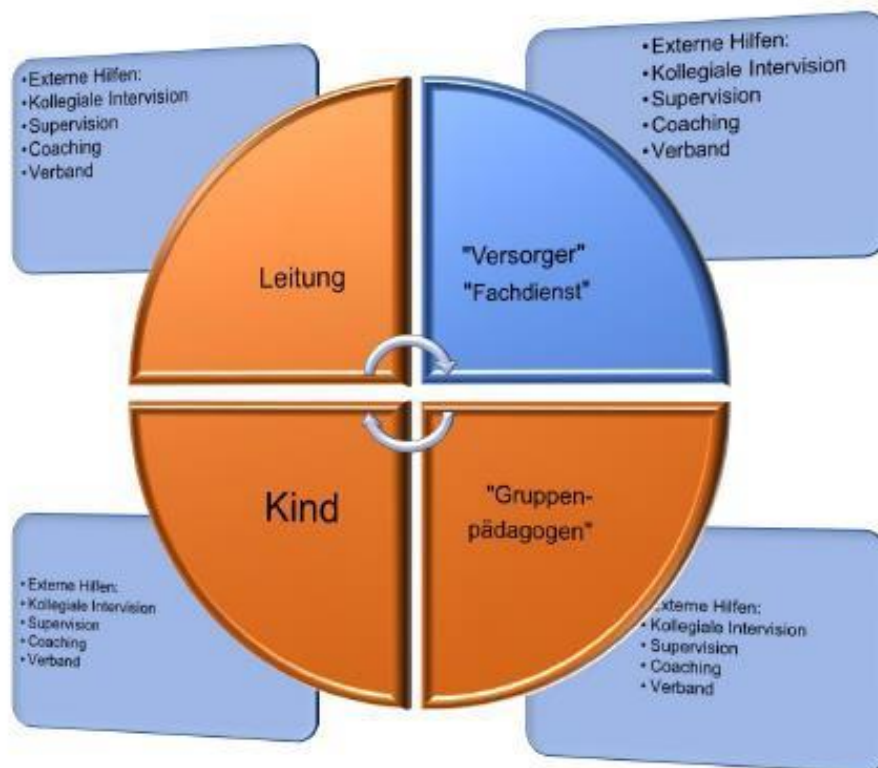 •Externe Hilfen:
•Kollegiale Intervision
•Supervision
•Coaching
•Verband
•Externe Hilfen:
•Kollegiale Intervision
•Supervision
•Coaching
•Verband
Leitung
"Versorger"
"Fachdienst"
Kind
"Gruppen-
pädagogen"
•Externe Hilfen:
•Kollegiale Intervision
•Supervision
•Coaching
•Verband
Externe Hilfen:
•Kollegiale Intervision
•Supervision
•Coaching
•Verband